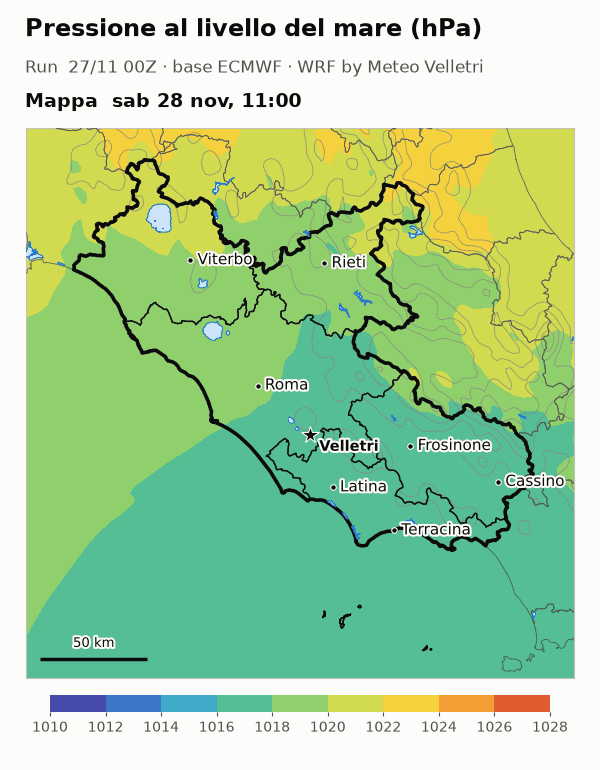 Pressione al livello del mare (hPa)
Run  27/11 00Z · base ECMWF · WRF by Meteo Velletri
Mappa  sab 28 nov, 11:00
Viterbo
Rieti
Roma
Velletri
Frosinone
Latina
Cassino
Terracina
50 km
1010 1012 1014 1016 1018 1020 1022 1024 1026 1028